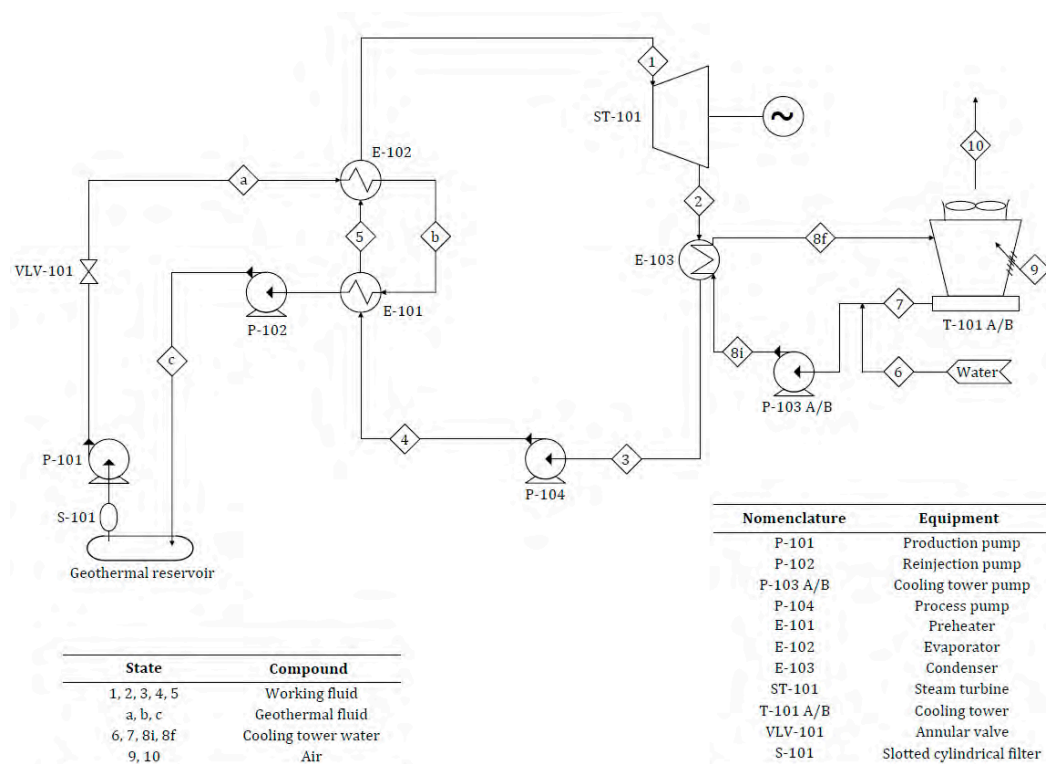 1
ST-101
~
10
E-102
a
2
5
b
8f
E-103
9
VLV-101
E-101
7
T-101 A/B
P-102
8i
6
Water
c
P-103 A/B
4
3
P-101
P-104
S-101
Geothermal reservoir
Nomenclature Equipment
P-101 Production pump
P-102 Reinjection pump
P-103 A/B Cooling tower pump
P-104 Process pump
E-101 Preheater
E-102 Evaporator
E-103 Condenser
ST-101 Steam turbine
T-101 A/B Cooling tower
VLV-101 Annular valve
S-101 Slotted cylindrical filter
State Compound
1, 2, 3, 4, 5 Working fluid
a, b, c Geothermal fluid
6, 7, 8i, 8f Cooling tower water
9, 10 Air